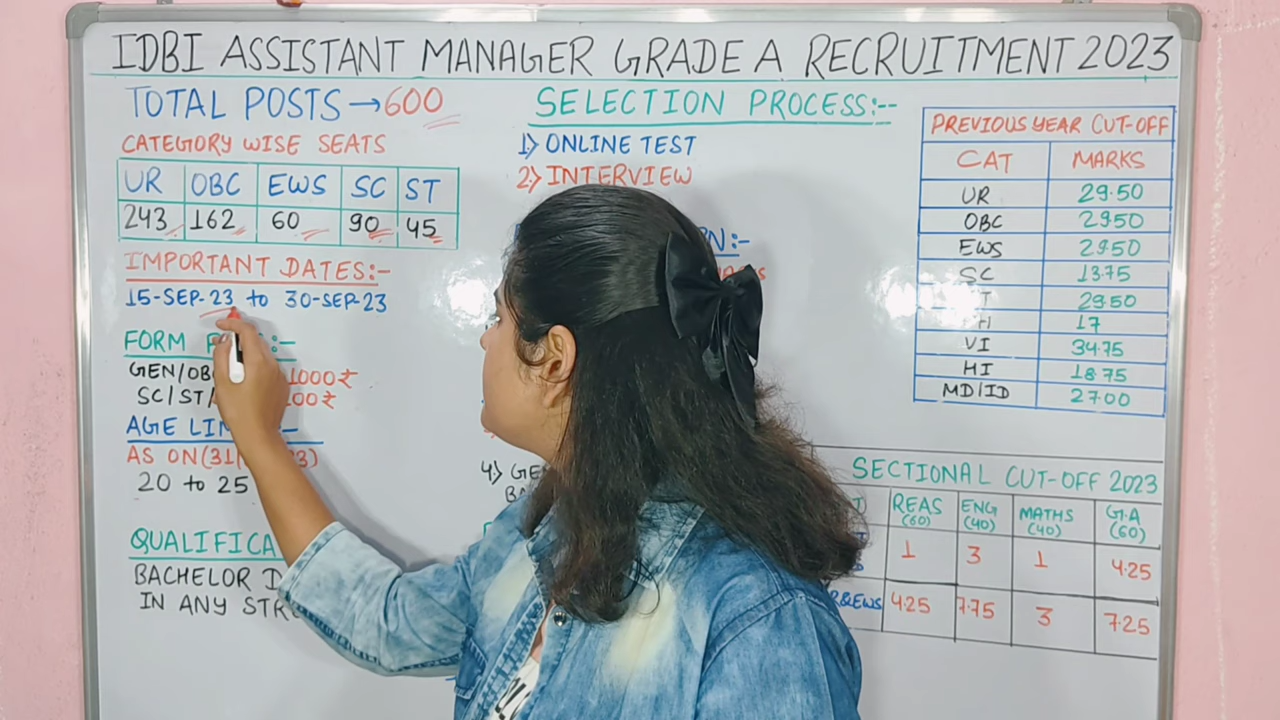 IDBI ASSISTANT MANAGER GRADE A RECRUITMENT 2023
TOTAL POSTS → 600
CATEGORY WISE SEATS
UR OBC EWS SC ST
243 162 60 90 45
IMPORTANT DATES:-
15-SEP-23 to 30-SEP-23
FORM :-
GEN/OB 1000₹
SC/ST/ 100₹
AGE LI
AS ON(31
20 to 25
QUALIFICA
BACHELOR D
IN ANY STR
SELECTION PROCESS:--
1) ONLINE TEST
2) INTERVIEW
N:-
4) GE
BA
PREVIOUS YEAR CUT-OFF
CAT MARKS
UR 29.50
OBC 29.50
EWS 29.50
SC 13.75
T 29.50
H 17
VI 34.75
HI 18.75
MD/ID 27.00
SECTIONAL CUT-OFF 2023
REAS (60) ENG (40) MATHS (40) G.A (60)
1 3 1 4.25
R&EWS 4.25 7.75 3 7.25